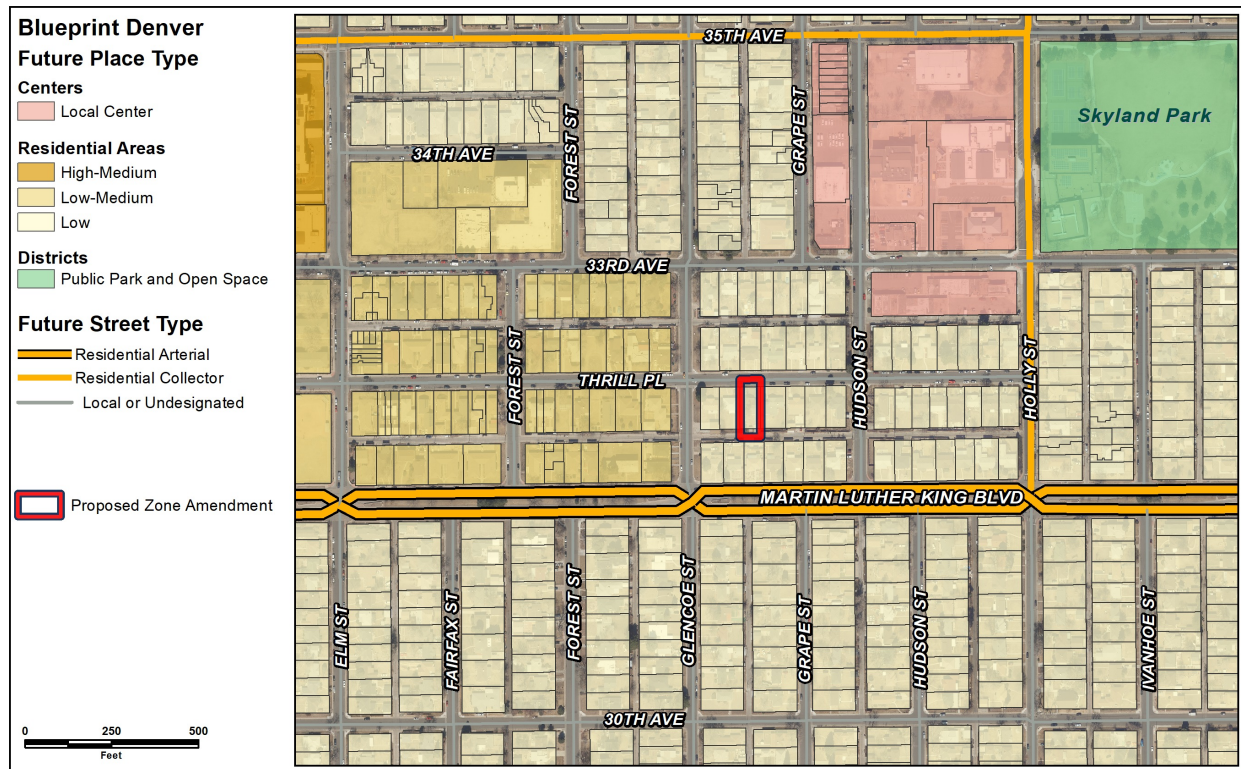 Blueprint Denver
Future Place Type
Centers
Local Center
Residential Areas
High-Medium
Low-Medium
Low
Districts
Public Park and Open Space
Future Street Type
Residential Arterial
Residential Collector
Local or Undesignated
Proposed Zone Amendment
0 250 500
Feet
35TH AVE
Skyland Park
34TH AVE
FOREST ST
GRAPE ST
33RD AVE
FOREST ST
THRILL PL
HUDSON ST
HOLLY ST
MARTIN LUTHER KING BLVD
ELM ST
FAIRFAX ST
FOREST ST
GLENCOE ST
GRAPE ST
HUDSON ST
IVANHOE ST
30TH AVE